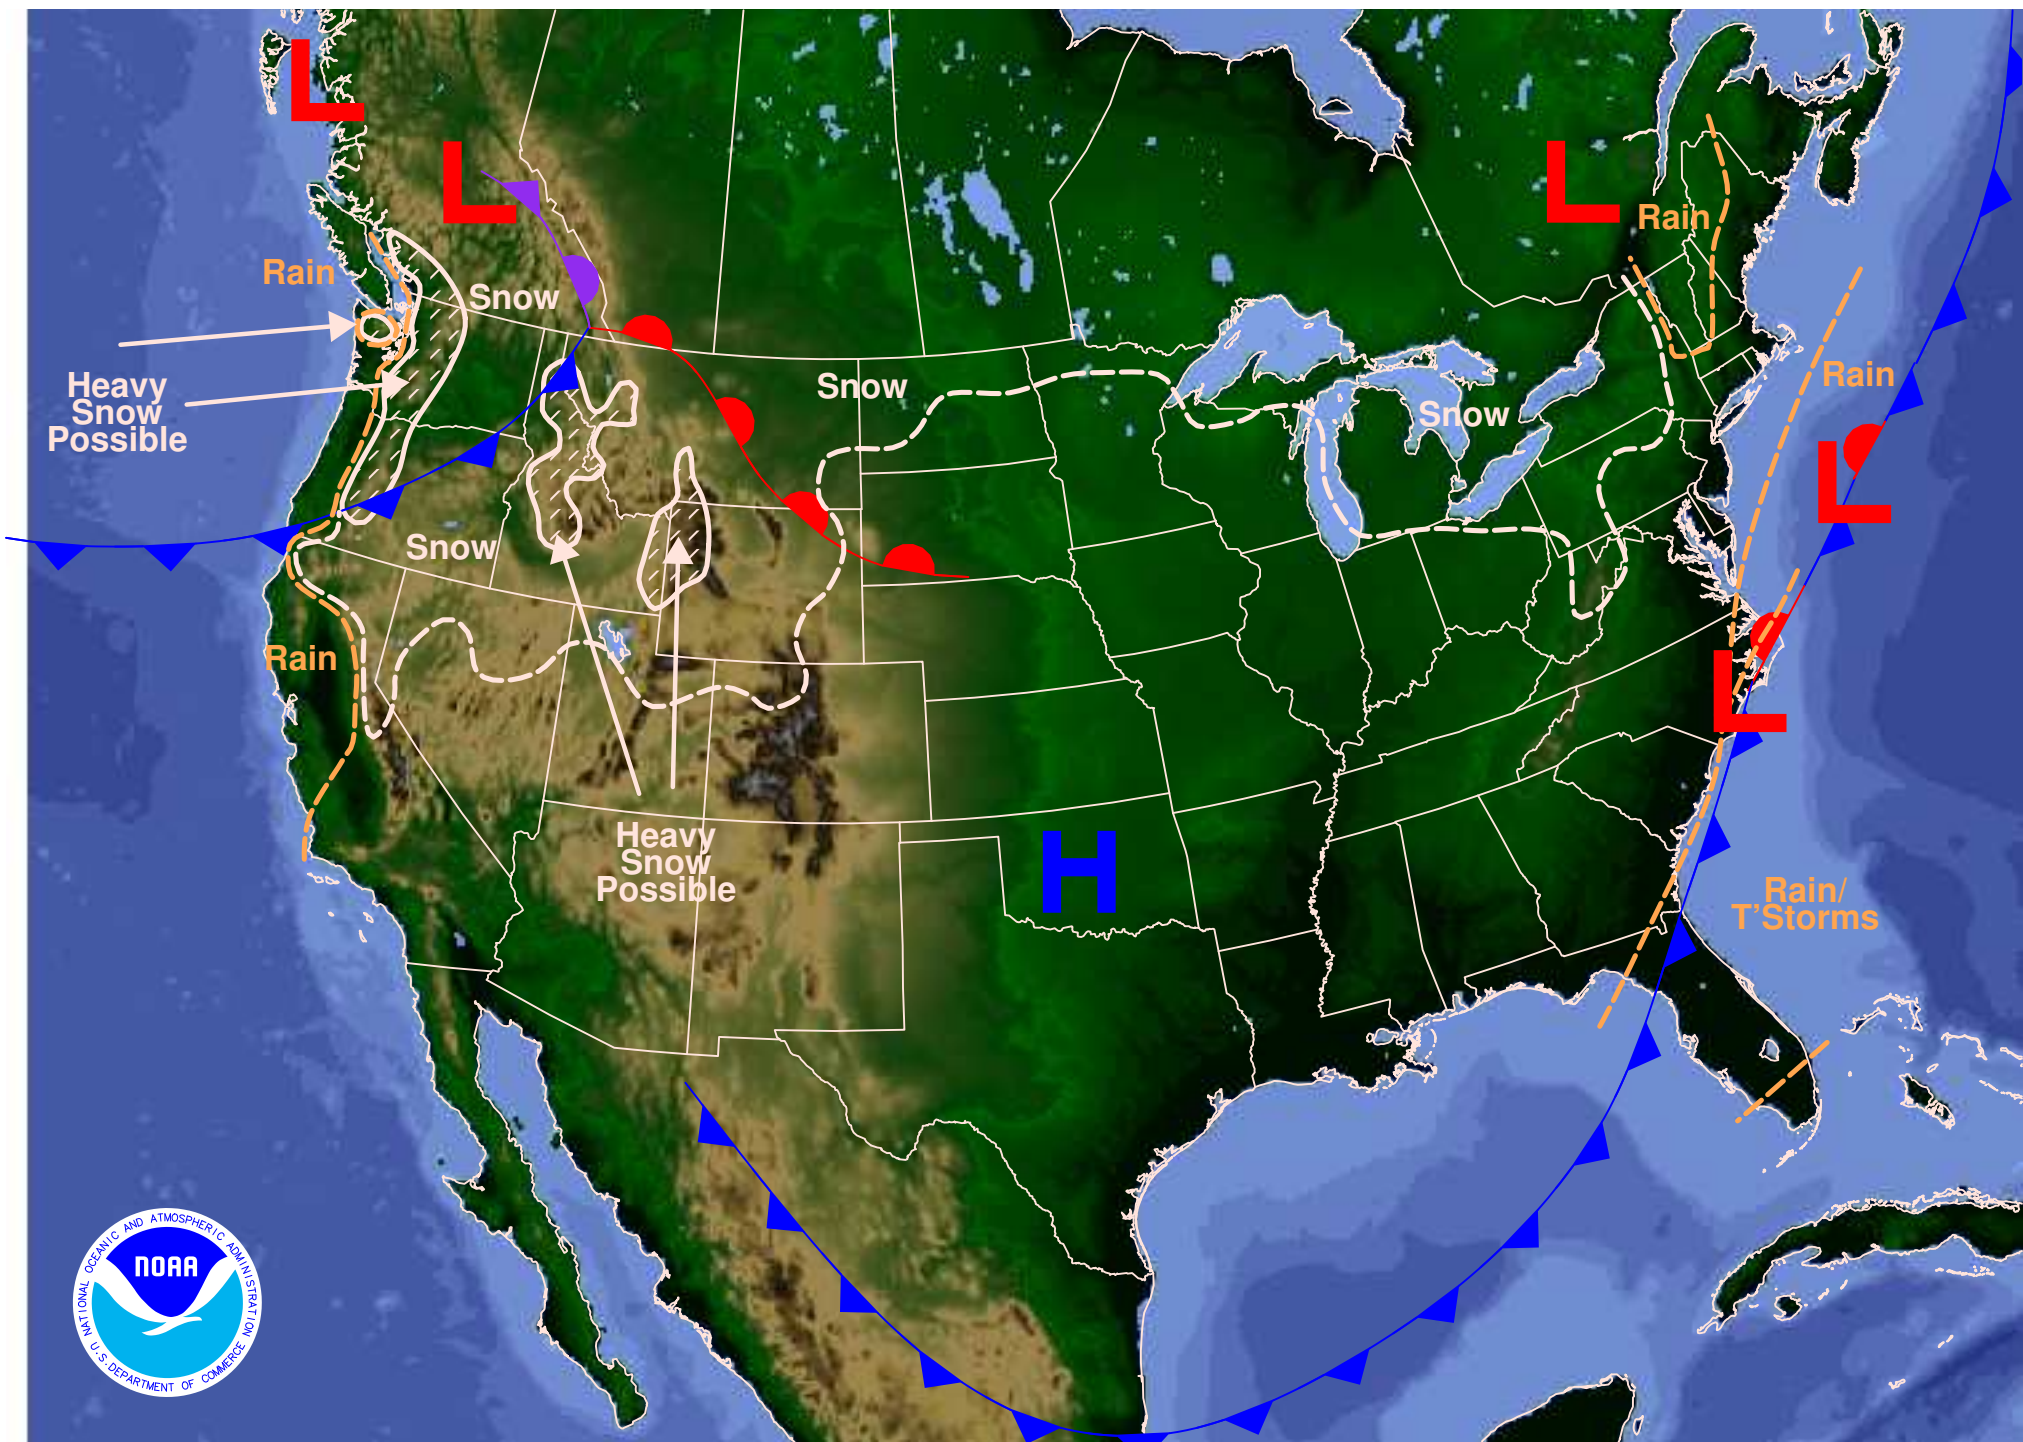 L
L
L
Rain
Rain
Snow
Heavy
Snow
Possible
Snow
Snow
Rain
L
Snow
Rain
L
Heavy
Snow
Possible
H
Rain/
T'Storms
NATIONAL OCEANIC AND ATMOSPHERIC ADMINISTRATION
NOAA
U.S. DEPARTMENT OF COMMERCE